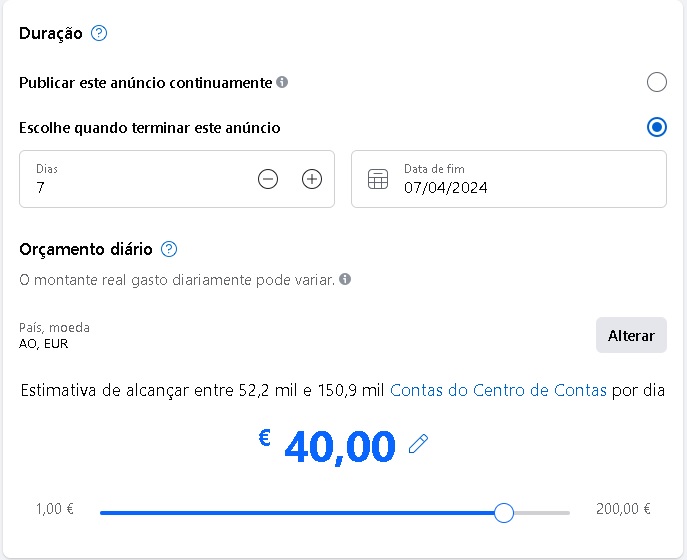 Duração
Publicar este anúncio continuamente
Escolhe quando terminar este anúncio
Dias
7
Data de fim
07/04/2024
Orçamento diário
O montante real gasto diariamente pode variar.
País, moeda
AO, EUR
Alterar
Estimativa de alcançar entre 52,2 mil e 150,9 mil Contas do Centro de Contas por dia
€ 40,00
1,00 €
200,00 €